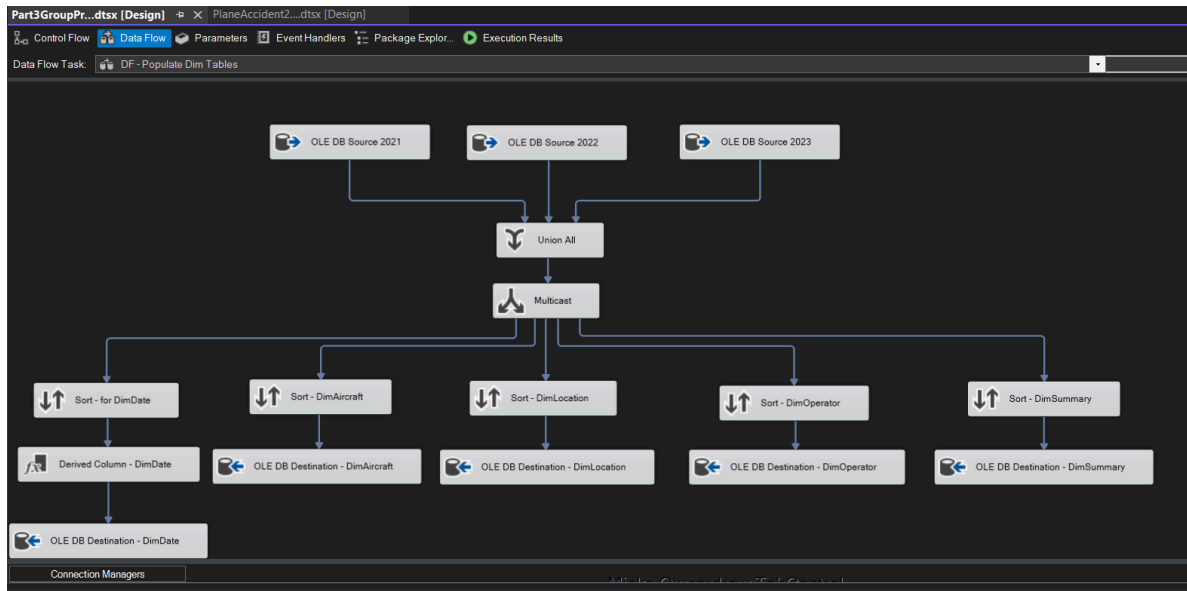 Part3GroupPr...dtsx [Design] PlaneAccident2....dtsx [Design]
Control Flow Data Flow Parameters Event Handlers Package Explor... Execution Results
Data Flow Task: DF - Populate Dim Tables
OLE DB Source 2021 OLE DB Source 2022 OLE DB Source 2023
Union All
Multicast
Sort - for DimDate Sort - DimAircraft Sort - DimLocation Sort - DimOperator Sort - DimSummary
Derived Column - DimDate OLE DB Destination - DimAircraft OLE DB Destination - DimLocation OLE DB Destination - DimOperator OLE DB Destination - DimSummary
OLE DB Destination - DimDate
Connection Managers